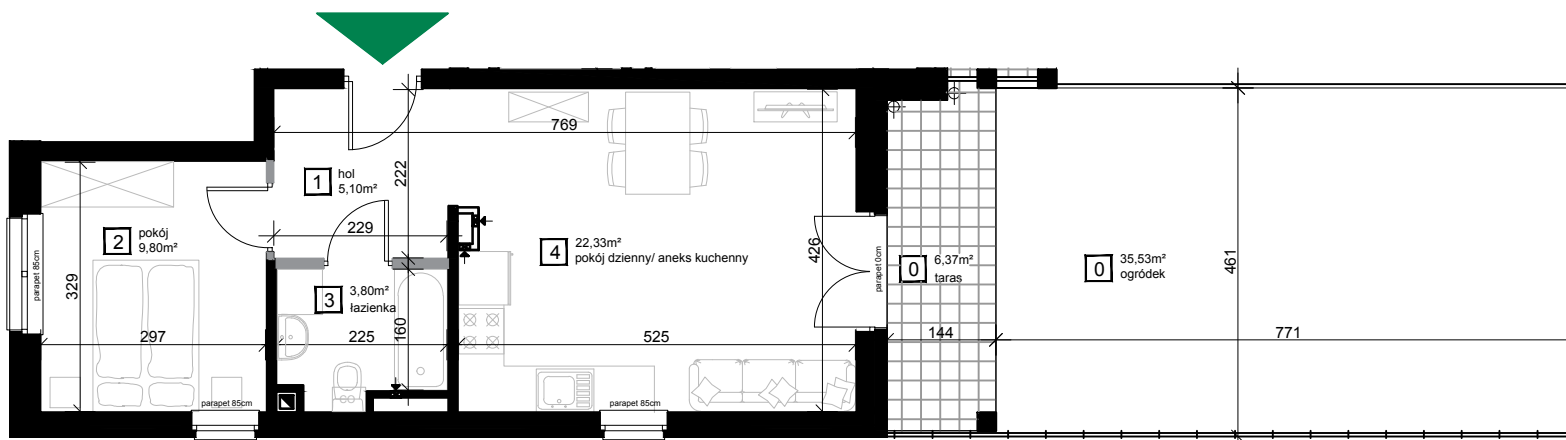 769
1
hol
5,10m²
222
229
2
pokój
9,80m²
parapet 85cm
329
297
parapet 85cm
3
3,80m²
łazienka
160
225
4
22,33m²
pokój dzienny/ aneks kuchenny
426
525
parapet 85cm
parapet 0cm
0
6,37m²
taras
144
0
35,53m²
ogródek
461
771